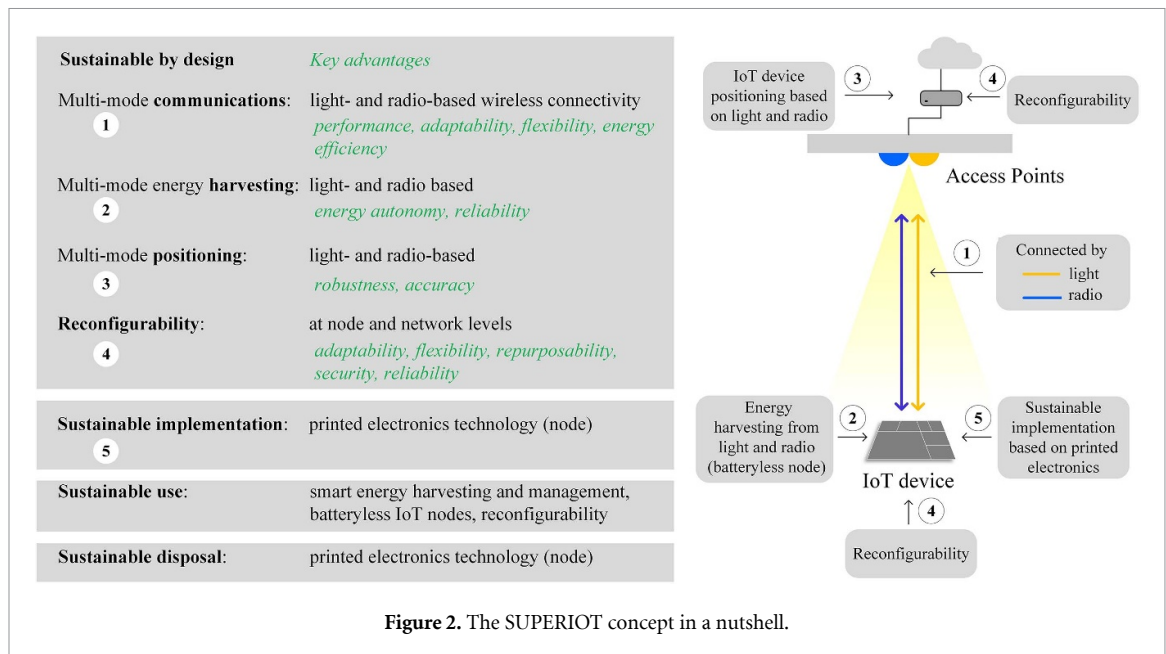 Sustainable by design Key advantages
Multi-mode communications: light- and radio-based wireless connectivity
1 performance, adaptability, flexibility, energy
efficiency
Multi-mode energy harvesting: light- and radio based
2 energy autonomy, reliability
Multi-mode positioning: light- and radio-based
3 robustness, accuracy
Reconfigurability: at node and network levels
4 adaptability, flexibility, repurposability,
security, reliability
Sustainable implementation: printed electronics technology (node)
5
Sustainable use: smart energy harvesting and management,
batteryless IoT nodes, reconfigurability
Sustainable disposal: printed electronics technology (node)
IoT device
positioning based
on light and radio
3
4
Reconfigurability
Access Points
1
Connected by
light
radio
Energy
harvesting from
light and radio
(batteryless node)
2
5
Sustainable
implementation
based on printed
electronics
IoT device
4
Reconfigurability
Figure 2. The SUPERIOT concept in a nutshell.